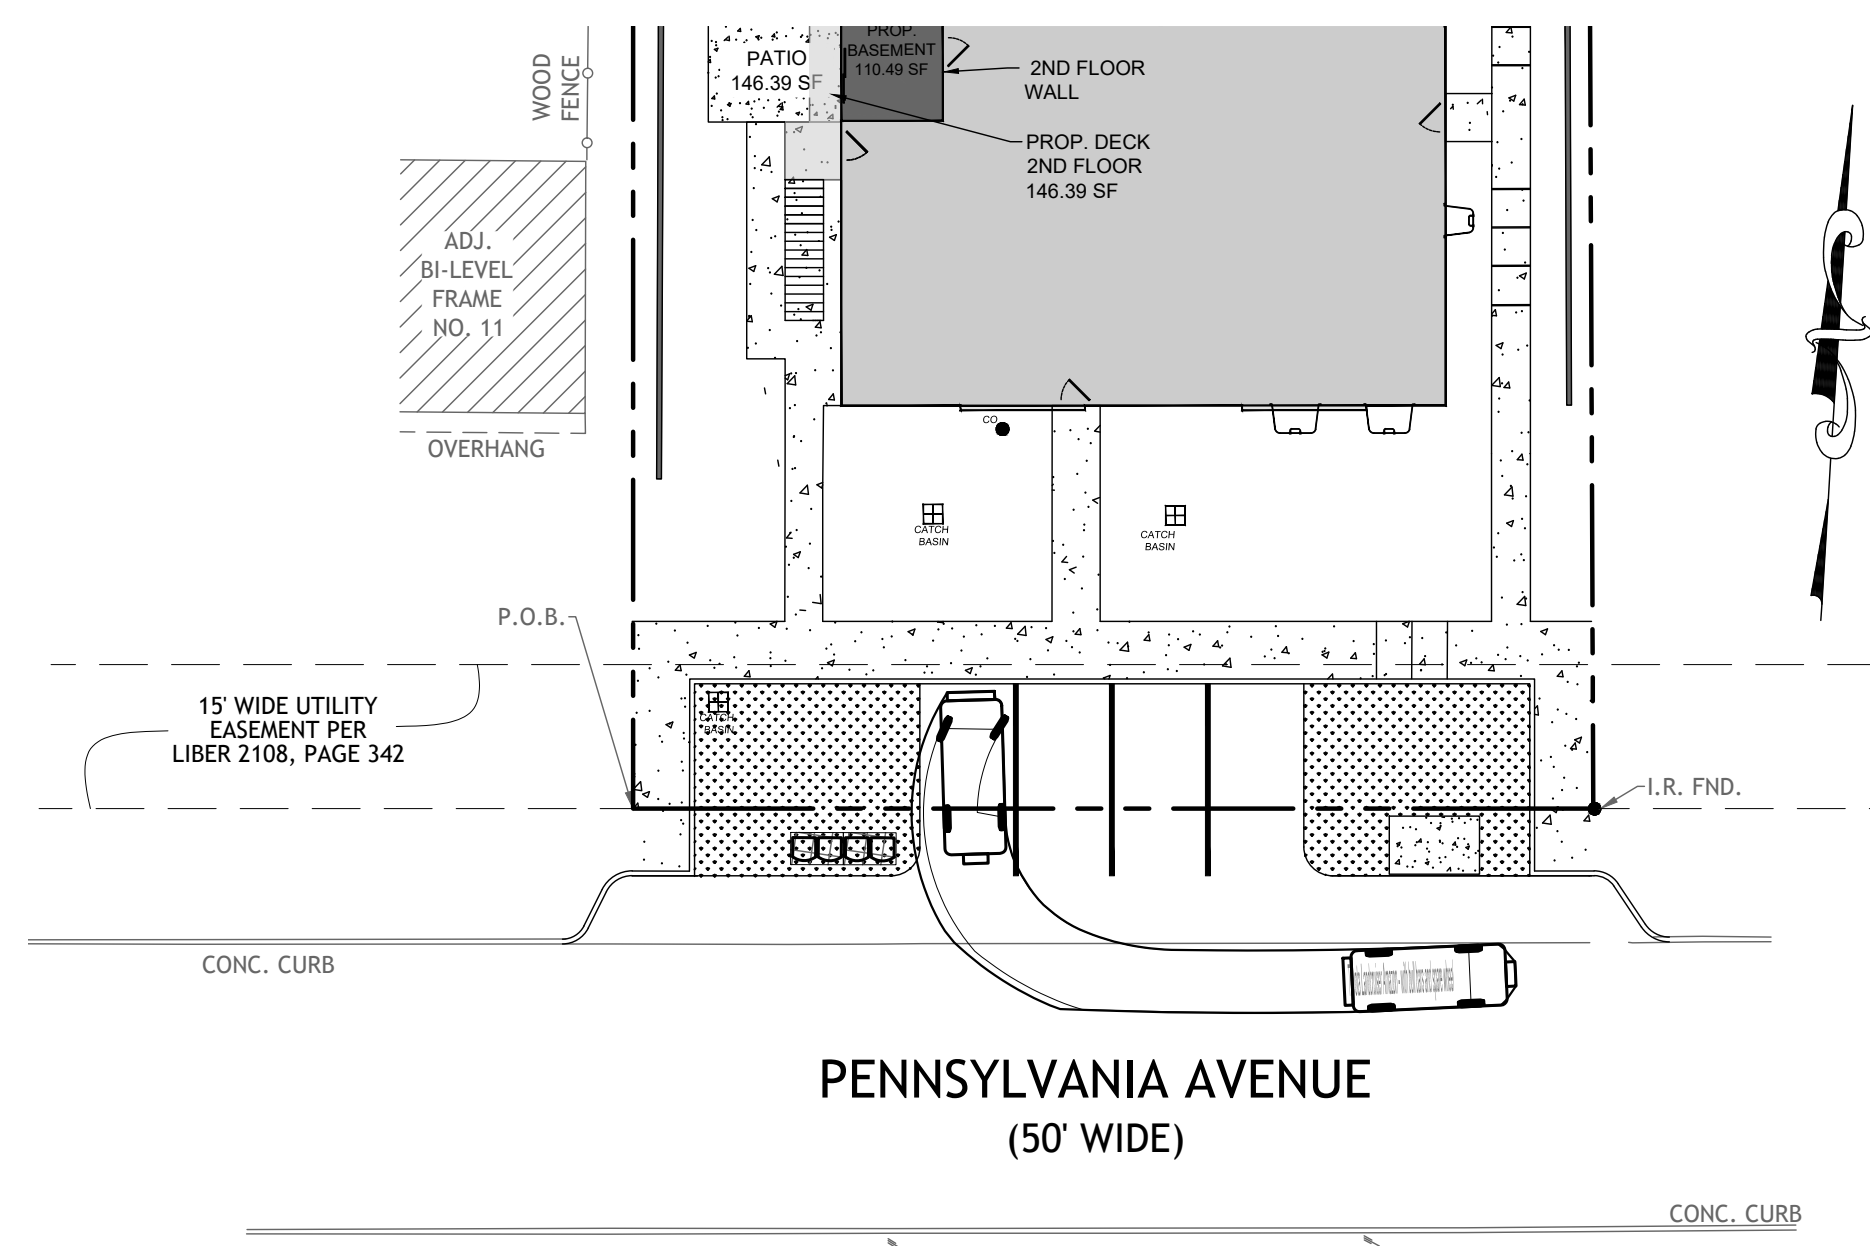 WOOD
FENCE
PATIO
146.39 SF
PROP.
BASEMENT
110.49 SF
2ND FLOOR
WALL
PROP. DECK
2ND FLOOR
146.39 SF
ADJ.
BI-LEVEL
FRAME
NO. 11
OVERHANG
CO
CATCH
BASIN
CATCH
BASIN
P.O.B.
15' WIDE UTILITY
EASEMENT PER
LIBER 2108, PAGE 342
CATCH
BASIN
I.R. FND.
CONC. CURB
PENNSYLVANIA AVENUE
(50' WIDE)
CONC. CURB